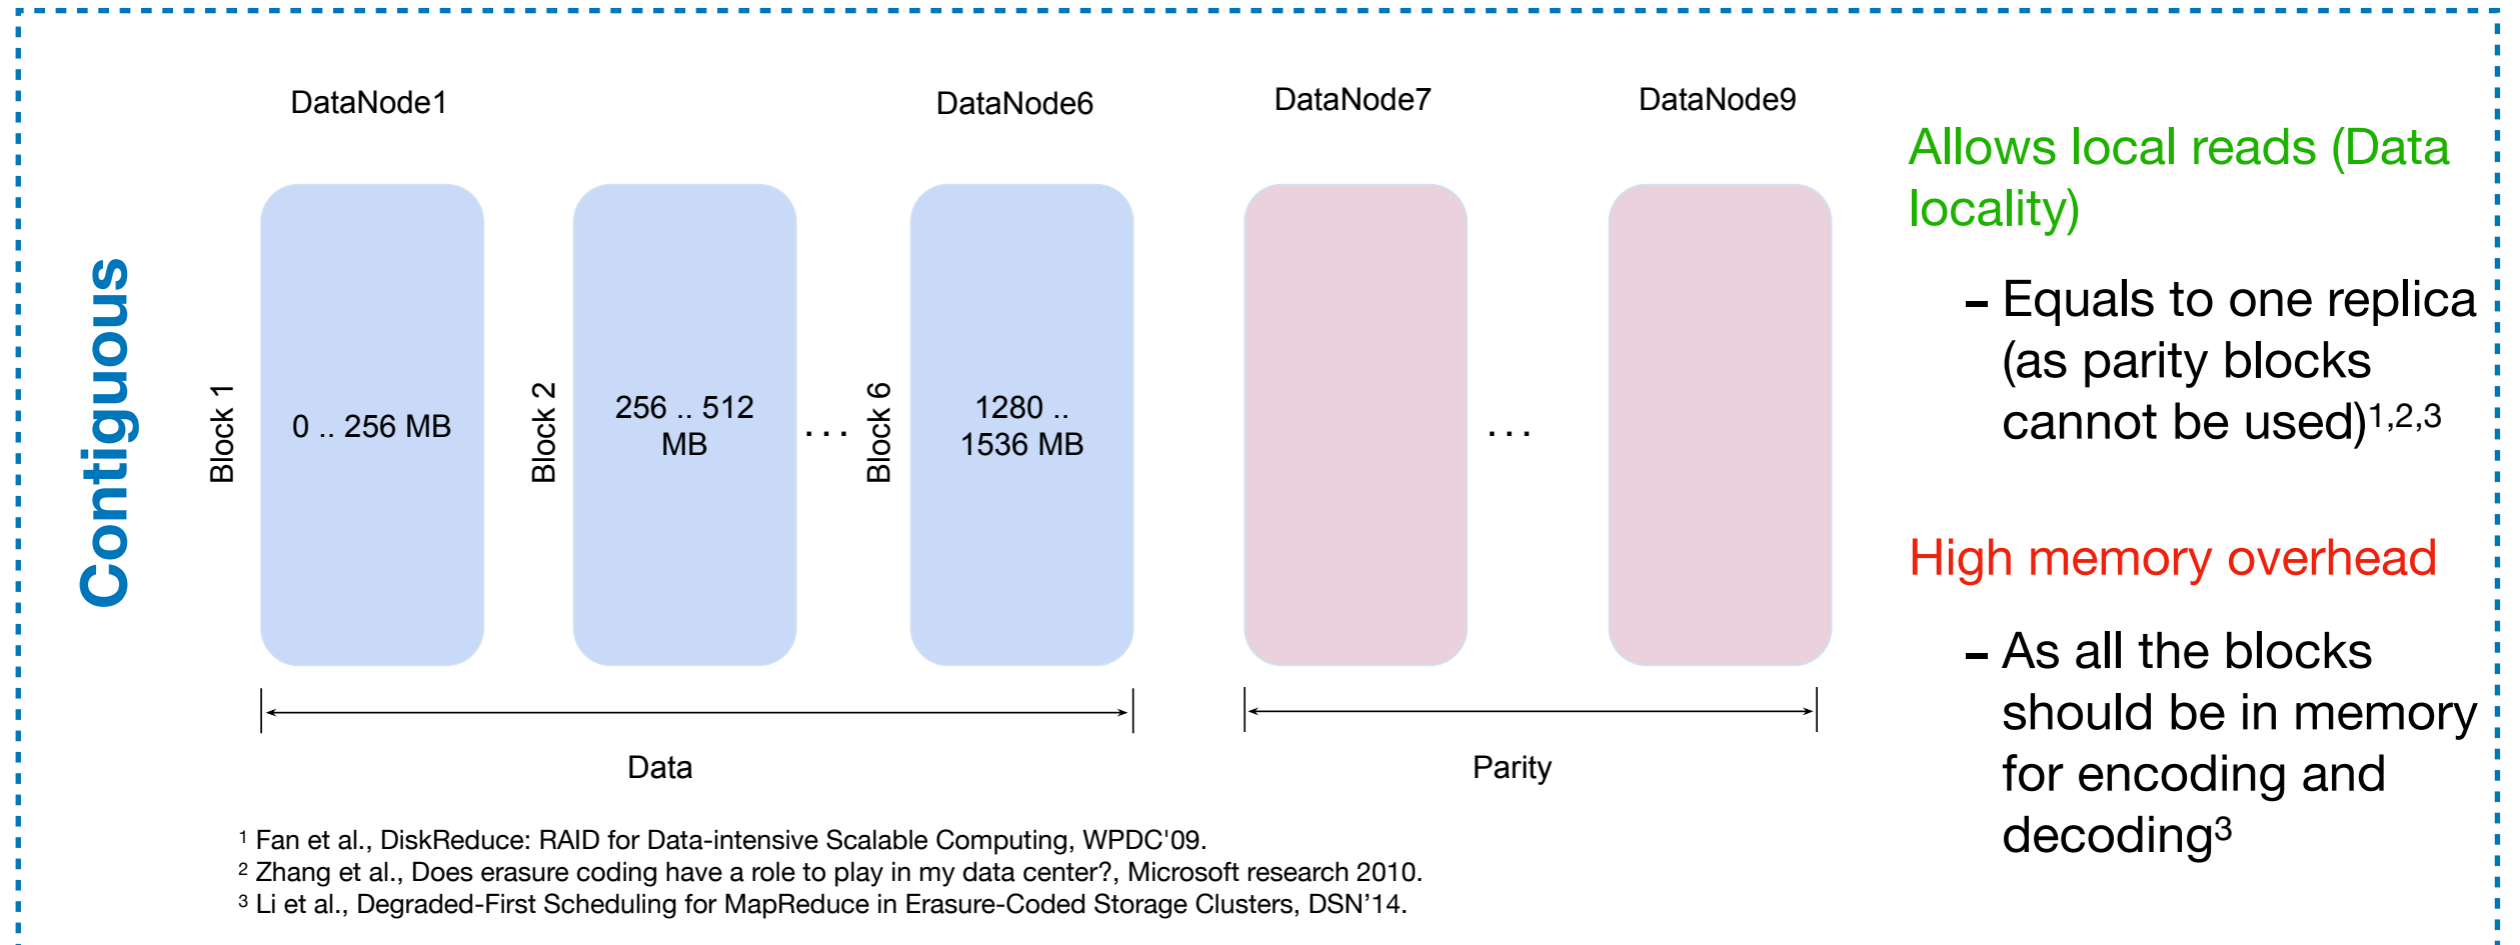 DataNode1
DataNode6
DataNode7
DataNode9
Contiguous
Block 1
0 .. 256 MB
Block 2
256 .. 512
MB
...
Block 6
1280 ..
1536 MB
...
Data
Parity
Allows local reads (Data
locality)
– Equals to one replica
(as parity blocks
cannot be used)1,2,3
High memory overhead
– As all the blocks
should be in memory
for encoding and
decoding3
1 Fan et al., DiskReduce: RAID for Data-intensive Scalable Computing, WPDC'09.
2 Zhang et al., Does erasure coding have a role to play in my data center?, Microsoft research 2010.
3 Li et al., Degraded-First Scheduling for MapReduce in Erasure-Coded Storage Clusters, DSN’14.